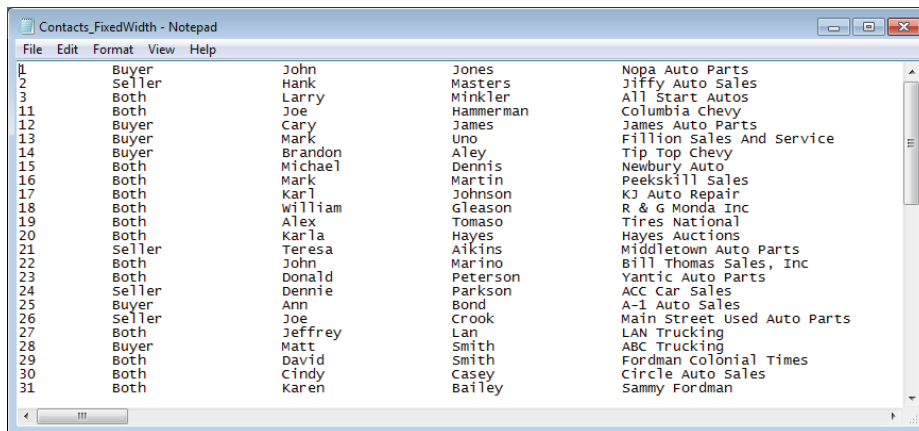 Contacts_FixedWidth - Notepad
File Edit Format View Help
1 Buyer John Jones Nopa Auto Parts
2 Seller Hank Masters Jiffy Auto Sales
3 Both Larry Minkler All Start Autos
11 Both Joe Hammerman Columbia Chevy
12 Buyer Cary James James Auto Parts
13 Buyer Mark Uno Fillion Sales And Service
14 Buyer Brandon Aley Tip Top Chevy
15 Both Michael Dennis Newbury Auto
16 Both Mark Martin Peekskill Sales
17 Both Karl Johnson KJ Auto Repair
18 Both William Gleason R & G Monda Inc
19 Both Alex Tomaso Tires National
20 Both Karla Hayes Hayes Auctions
21 Seller Teresa Aikins Middletown Auto Parts
22 Both John Marino Bill Thomas Sales, Inc
23 Both Donald Peterson Yantic Auto Parts
24 Seller Dennie Parkson ACC Car Sales
25 Buyer Ann Bond A-1 Auto Sales
26 Seller Joe Crook Main Street Used Auto Parts
27 Both Jeffrey Lan LAN Trucking
28 Buyer Matt Smith ABC Trucking
29 Both David Smith Fordman Colonial Times
30 Both Cindy Casey Circle Auto Sales
31 Both Karen Bailey Sammy Fordman